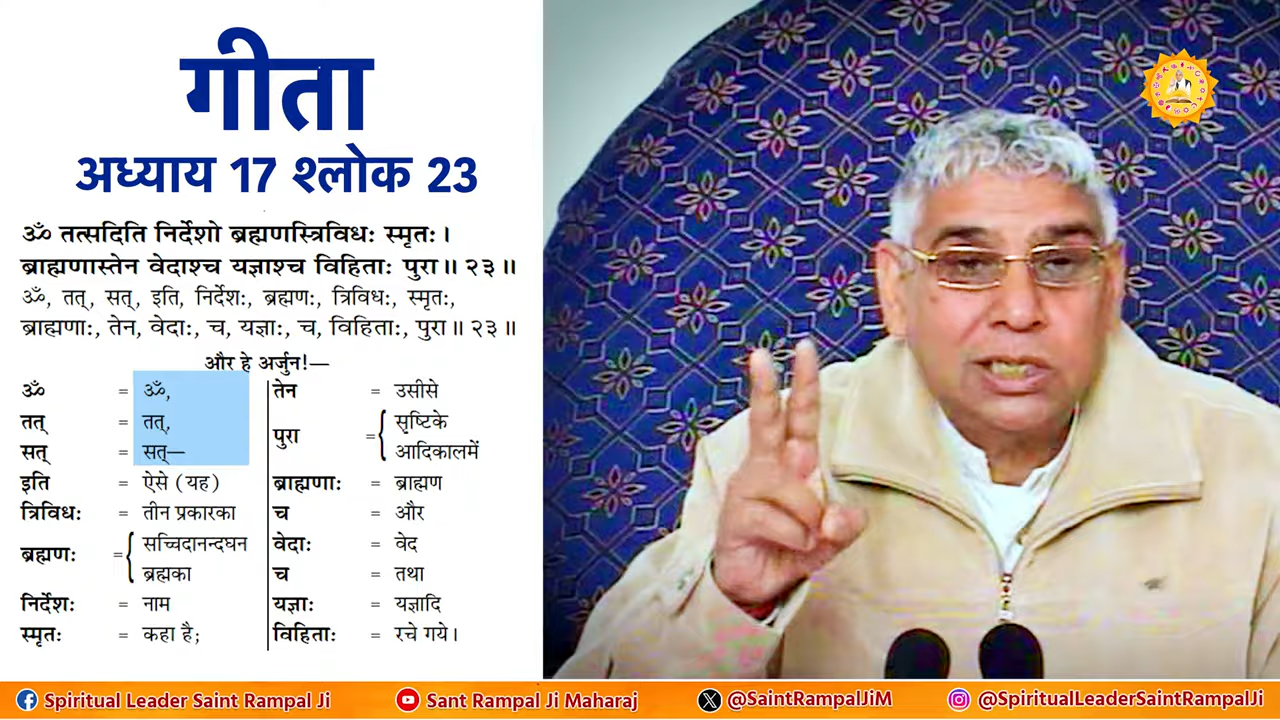 गीता
अध्याय 17 श्लोक 23
ॐ तत्सदिति निर्देशो ब्रह्मणस्त्रिविधः स्मृतः।
ब्राह्मणास्तेन वेदाश्च यज्ञाश्च विहिताः पुरा॥ २३॥
ॐ, तत्, सत्, इति, निर्देशः, ब्रह्मणः, त्रिविधः, स्मृतः,
ब्राह्मणाः, तेन, वेदाः, च, यज्ञाः, च, विहिताः, पुरा॥ २३॥
और हे अर्जुन!—
ॐ = ॐ,
तत् = तत्,
सत् = सत्—
इति = ऐसे (यह)
त्रिविधः = तीन प्रकारका
ब्रह्मणः = { सच्चिदानन्दघन
ब्रह्मका
निर्देशः = नाम
स्मृतः = कहा है;
तेन = उसीसे
पुरा = { सृष्टिके
आदिकालमें
ब्राह्मणाः = ब्राह्मण
च = और
वेदाः = वेद
च = तथा
यज्ञाः = यज्ञादि
विहिताः = रचे गये।
Spiritual Leader Saint Rampal Ji
Sant Rampal Ji Maharaj
@SaintRampalJiM
@SpiritualLeaderSaintRampalJi